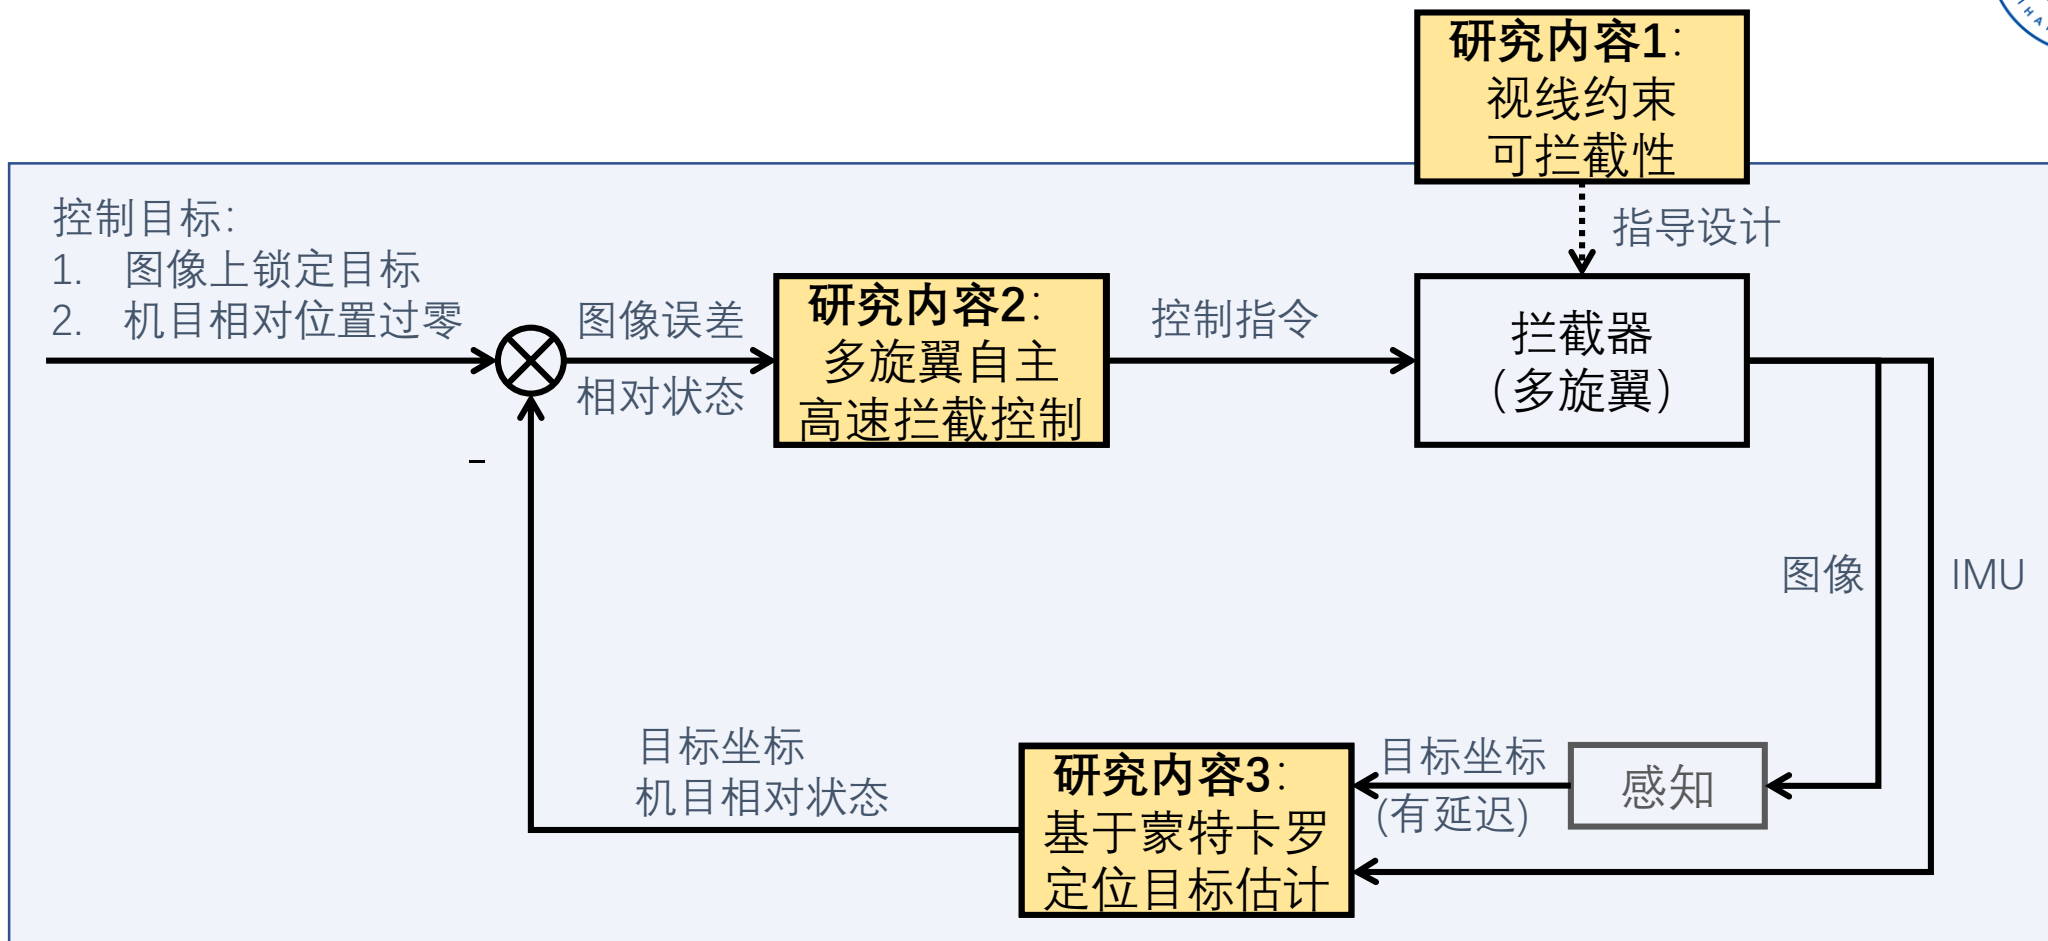 研究内容1：
视线约束
可拦截性
控制目标：
1. 图像上锁定目标
2. 机目相对位置过零
指导设计
图像误差
相对状态
研究内容2：
多旋翼自主
高速拦截控制
控制指令
拦截器
（多旋翼）
-
图像
IMU
目标坐标
机目相对状态
研究内容3：
基于蒙特卡罗
定位目标估计
目标坐标
(有延迟)
感知